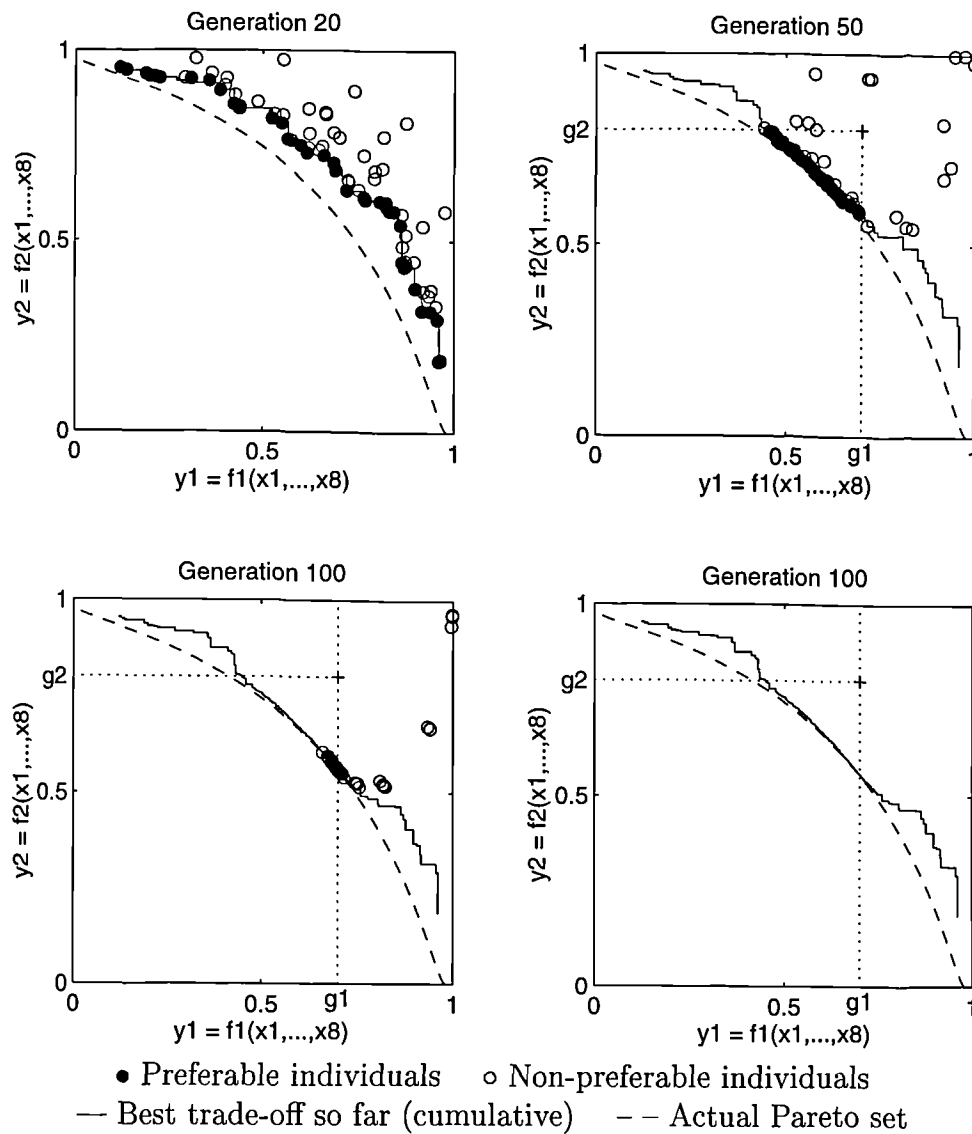 Generation 20
1
y2 = f2(x1,...,x8)
0.5
0
0
0.5
1
y1 = f1(x1,...,x8)
Generation 50
1
g2
y2 = f2(x1,...,x8)
0.5
0
0
0.5
g1
1
y1 = f1(x1,...,x8)
Generation 100
1
g2
y2 = f2(x1,...,x8)
0.5
0
0
0.5
g1
1
y1 = f1(x1,...,x8)
Generation 100
1
g2
y2 = f2(x1,...,x8)
0.5
0
0
0.5
g1
1
y1 = f1(x1,...,x8)
● Preferable individuals ○ Non-preferable individuals
— Best trade-off so far (cumulative) – – Actual Pareto set